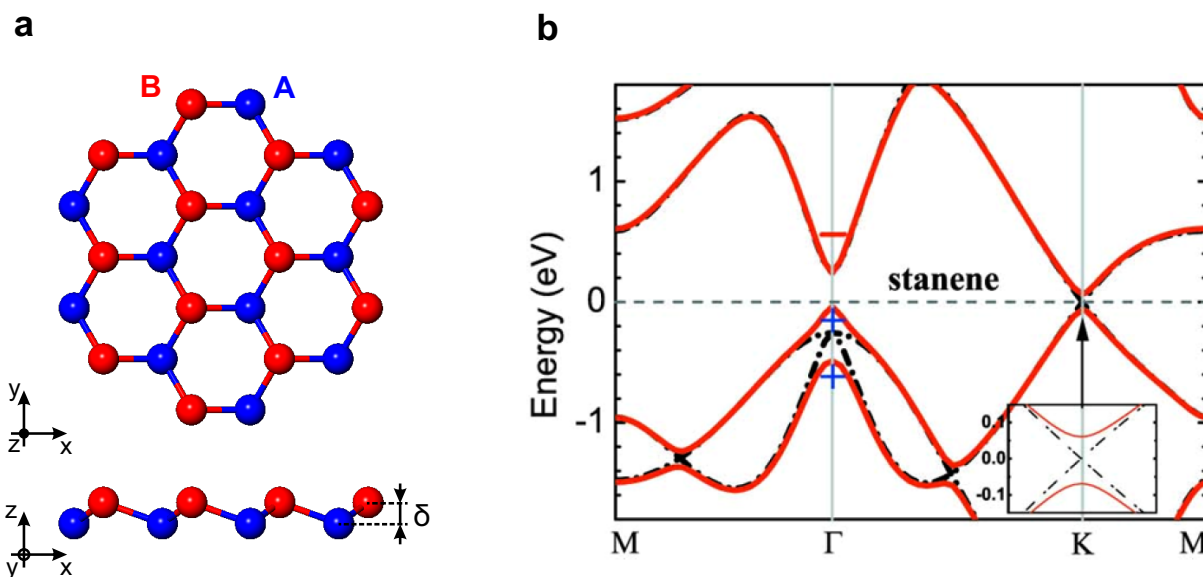 a
B A
y
z x
z
y x
δ
b
Energy (eV)
1
0
-1
stanene
0.1
0.0
-0.1
M Γ K M